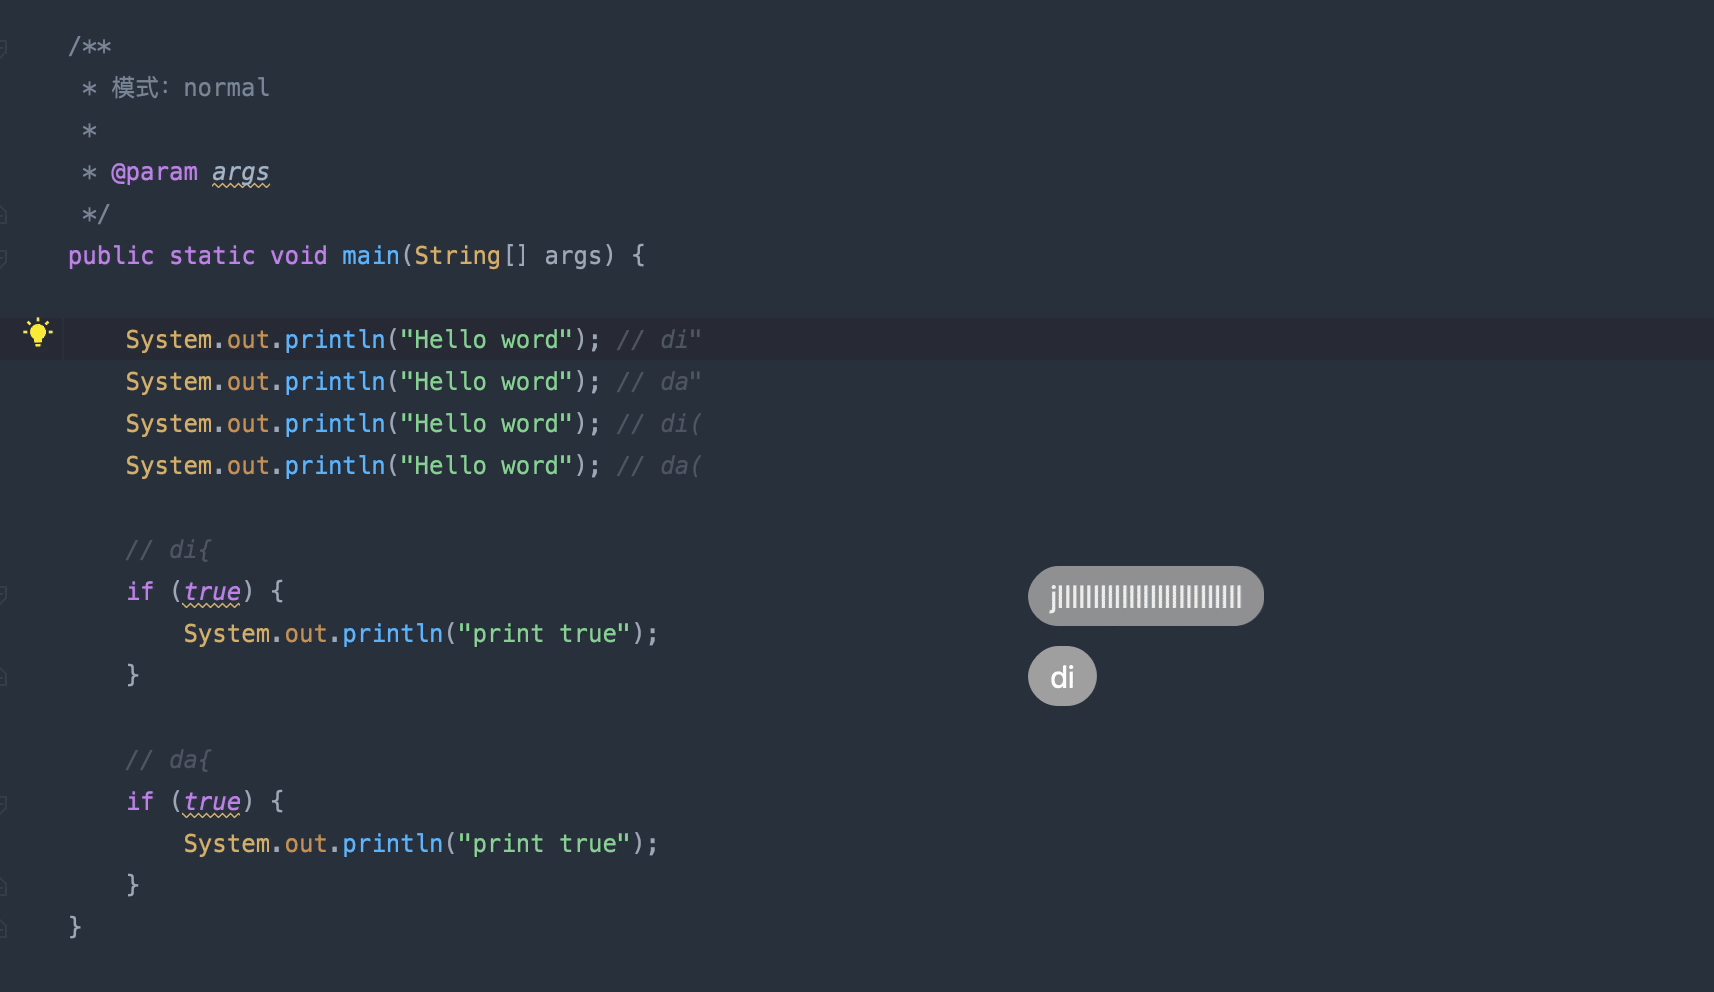 /**
 * 模式：normal
 *
 * @param args
 */
public static void main(String[] args) {
System.out.println("Hello word"); // di"
System.out.println("Hello word"); // da"
System.out.println("Hello word"); // di(
System.out.println("Hello word"); // da(
// di{
if (true) {
System.out.println("print true");
}
// da{
if (true) {
System.out.println("print true");
}
}
jllllllllllllllllllllllllll
di